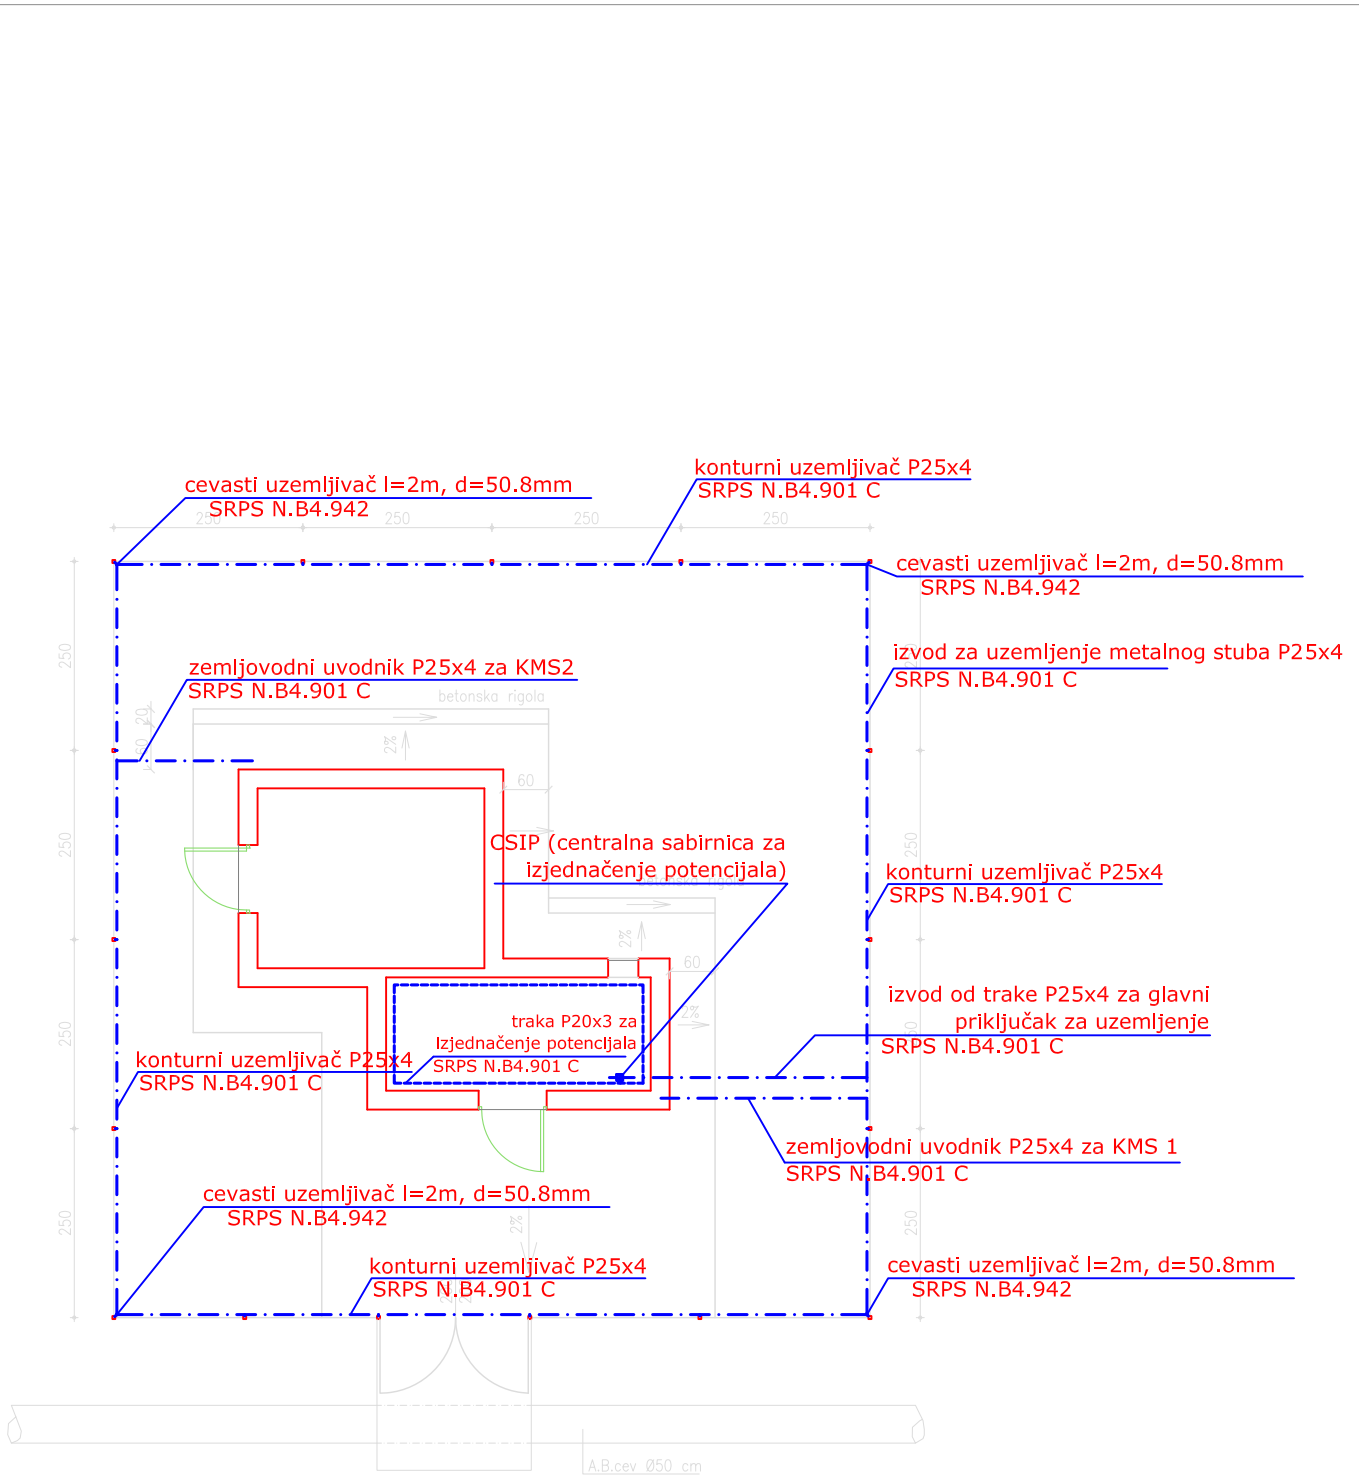 konturni uzemljivač P25x4
SRPS N.B4.901 C
cevasti uzemljivač l=2m, d=50.8mm
SRPS N.B4.942
250
250
250
250
cevasti uzemljivač l=2m, d=50.8mm
SRPS N.B4.942
izvod za uzemljenje metalnog stuba P25x4
SRPS N.B4.901 C
250
zemljovodni uvodnik P25x4 za KMS2
SRPS N.B4.901 C
betonska rigola
20
60
2%
60
CSIP (centralna sabirnica za
izjednačenje potencijala)
betonska rigola
250
250
konturni uzemljivač P25x4
SRPS N.B4.901 C
2%
60
izvod od trake P25x4 za glavni
priključak za uzemljenje
SRPS N.B4.901 C
2%
traka P20x3 za
Izjednačenje potencijala
SRPS N.B4.901 C
250
konturni uzemljivač P25x4
SRPS N.B4.901 C
zemljovodni uvodnik P25x4 za KMS 1
SRPS N.B4.901 C
cevasti uzemljivač l=2m, d=50.8mm
SRPS N.B4.942
250
2%
250
konturni uzemljivač P25x4
SRPS N.B4.901 C
cevasti uzemljivač l=2m, d=50.8mm
SRPS N.B4.942
A.B.cev Ø50 cm